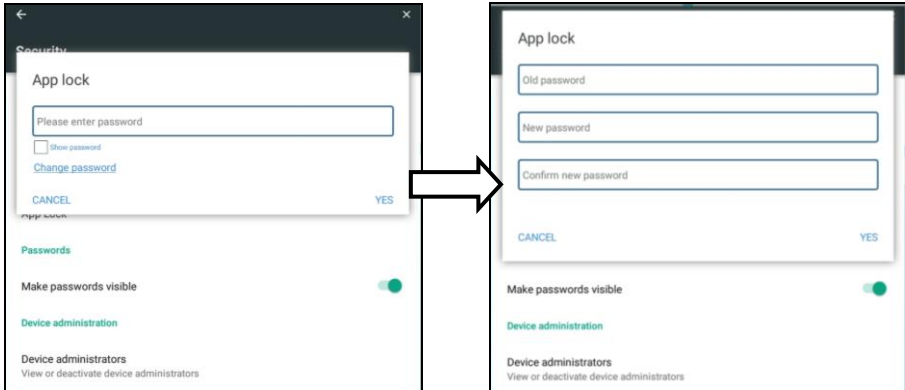 Security
App lock
Please enter password
Show password
Change password
CANCEL
YES
App Lock
Passwords
Make passwords visible
Device administration
Device administrators
View or deactivate device administrators
App lock
Old password
New password
Confirm new password
CANCEL
YES
Make passwords visible
Device administration
Device administrators
View or deactivate device administrators